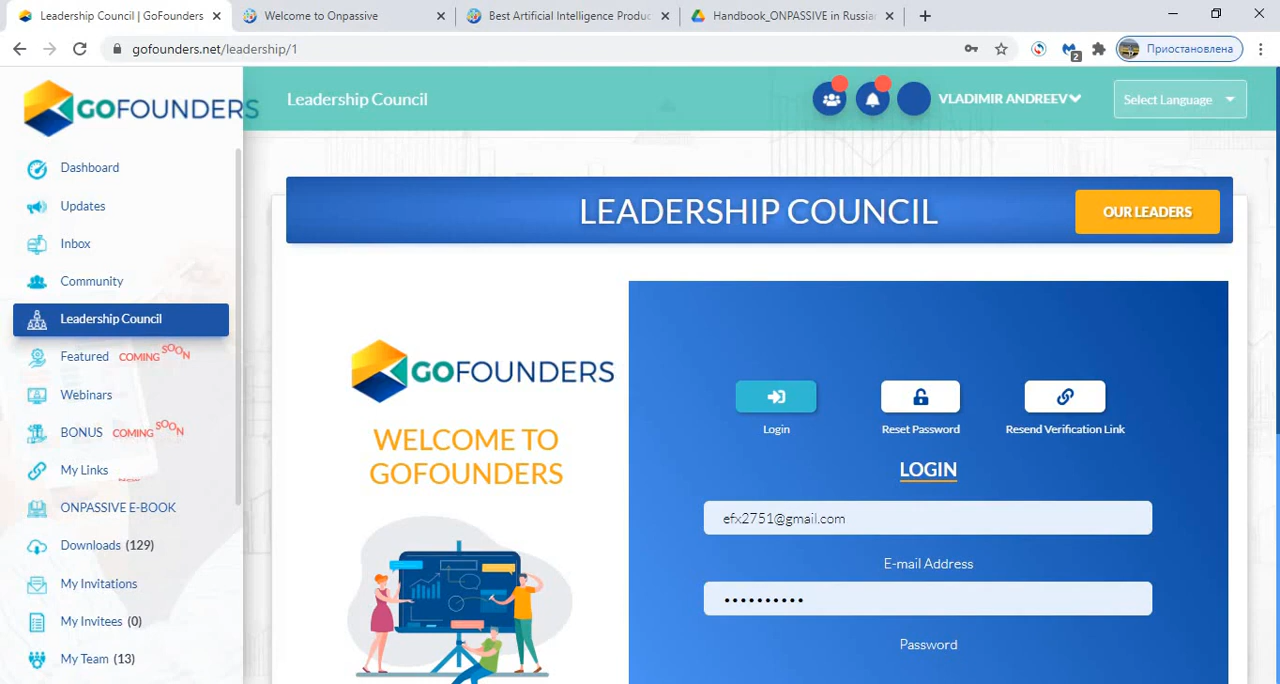 Leadership Council | GoFounders
Welcome to Onpassive
Best Artificial Intelligence Produc
Handbook_ONPASSIVE in Russian
gofounders.net/leadership/1
2
Приостановлена
GOFOUNDERS
Leadership Council
VLADIMIR ANDREEV
Select Language
Dashboard
Updates
Inbox
Community
Leadership Council
Featured COMING SOON
Webinars
BONUS COMING SOON
My Links New
ONPASSIVE E-BOOK
Downloads (129)
My Invitations
My Invitees (0)
My Team (13)
LEADERSHIP COUNCIL
OUR LEADERS
GOFOUNDERS
WELCOME TO
GOFOUNDERS
Login
Reset Password
Resend Verification Link
LOGIN
efx2751@gmail.com
E-mail Address
••••••••••
Password